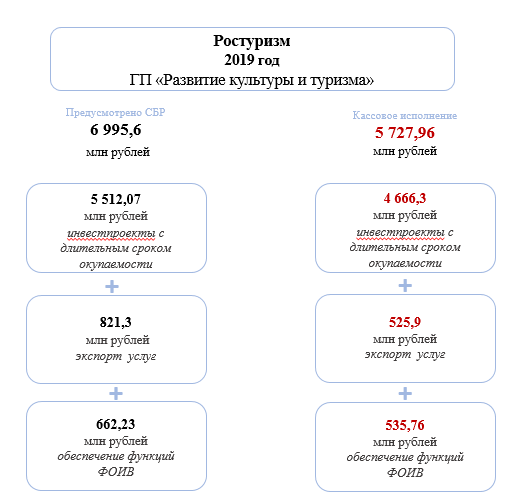 Ростуризм
2019 год
ГП «Развитие культуры и туризма»
Предусмотрено СБР
6 995,6
млн рублей
Кассовое исполнение
5 727,96
млн рублей
5 512,07
млн рублей
инвестпроекты с
длительным сроком
окупаемости
4 666,3
млн рублей
инвестпроекты с
длительным сроком
окупаемости
+
+
821,3
млн рублей
экспорт услуг
525,9
млн рублей
экспорт услуг
+
+
662,23
млн рублей
обеспечение функций
ФОИВ
535,76
млн рублей
обеспечение функций
ФОИВ